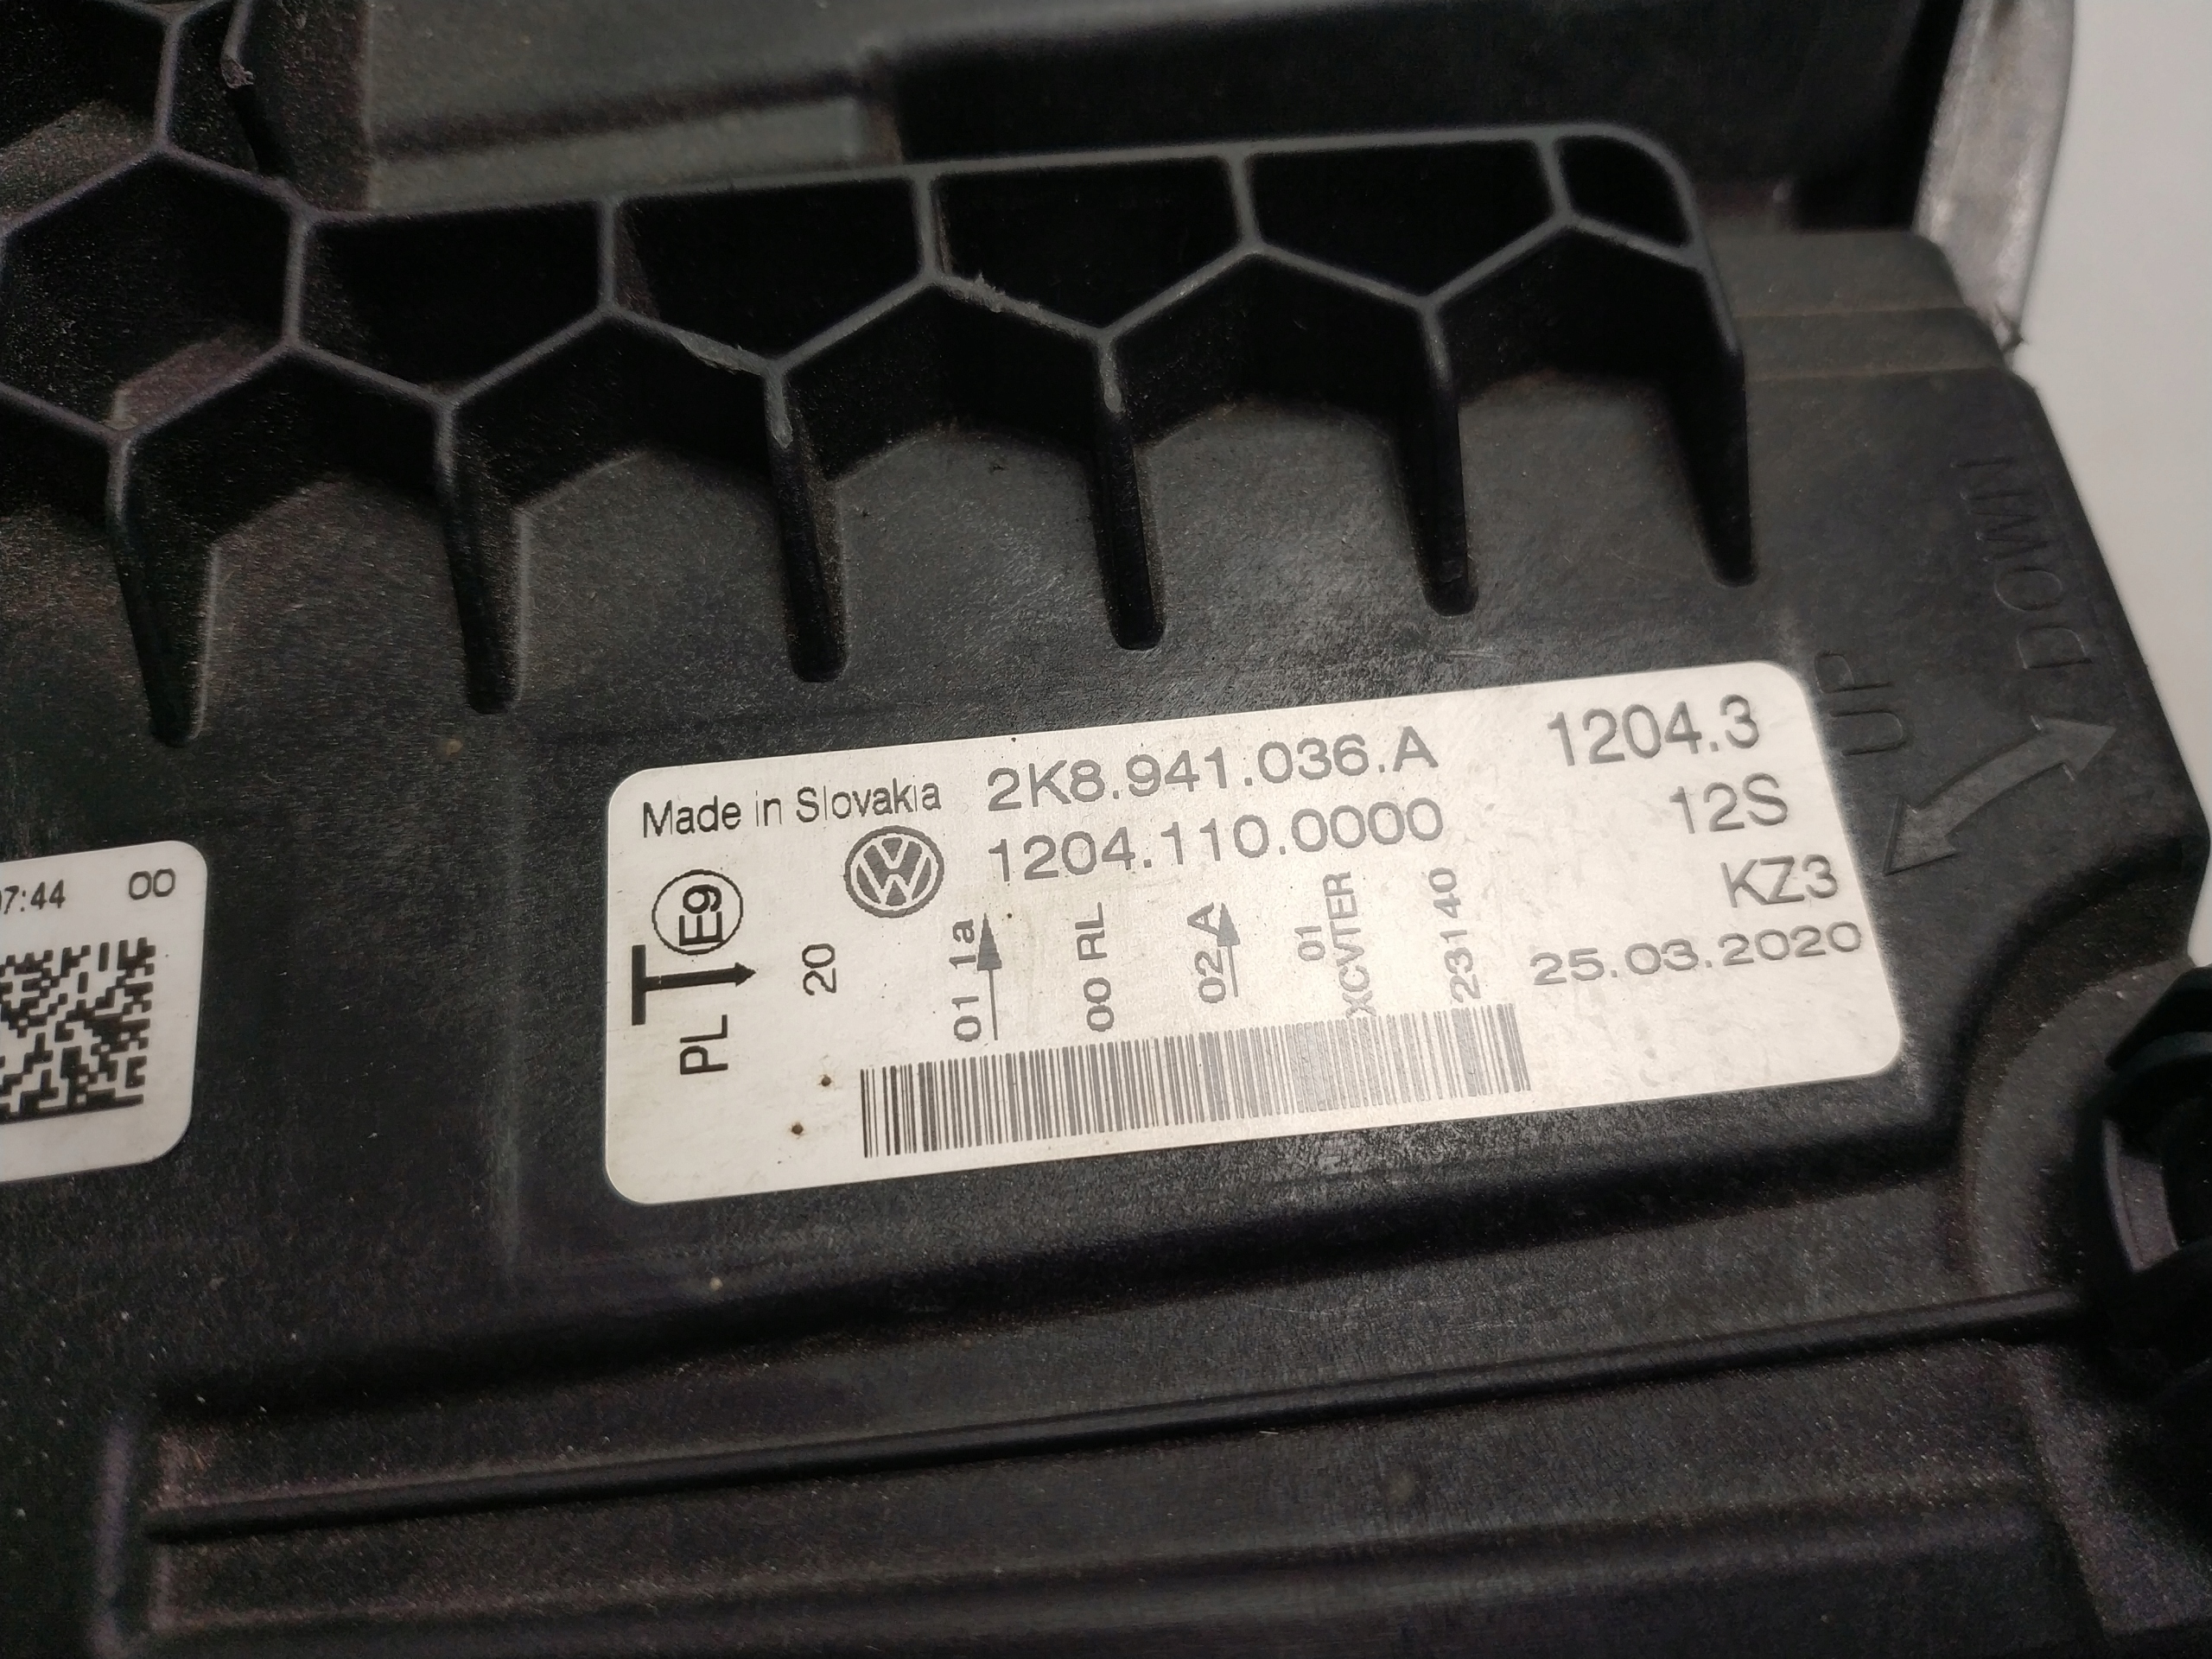 DOWN
UP
Made in Slovakia 2K8.941.036.A 1204.3
1204.110.0000 12S
KZ3
25.03.2020
E9
PL
20
01 1a
00 RL
02 A
01
XCVTER
23140
07:44 00